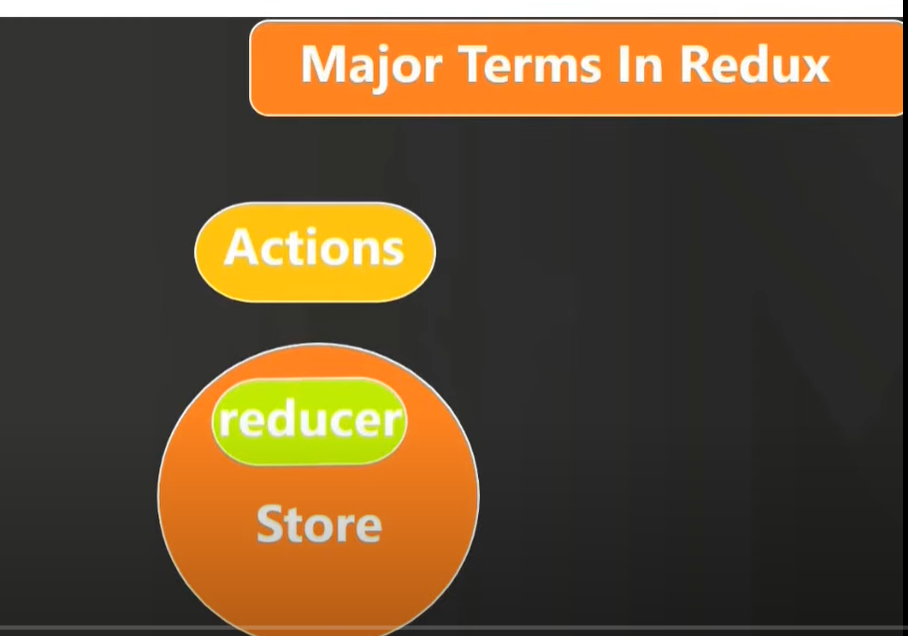 Major Terms In Redux
Actions
reducer
Store